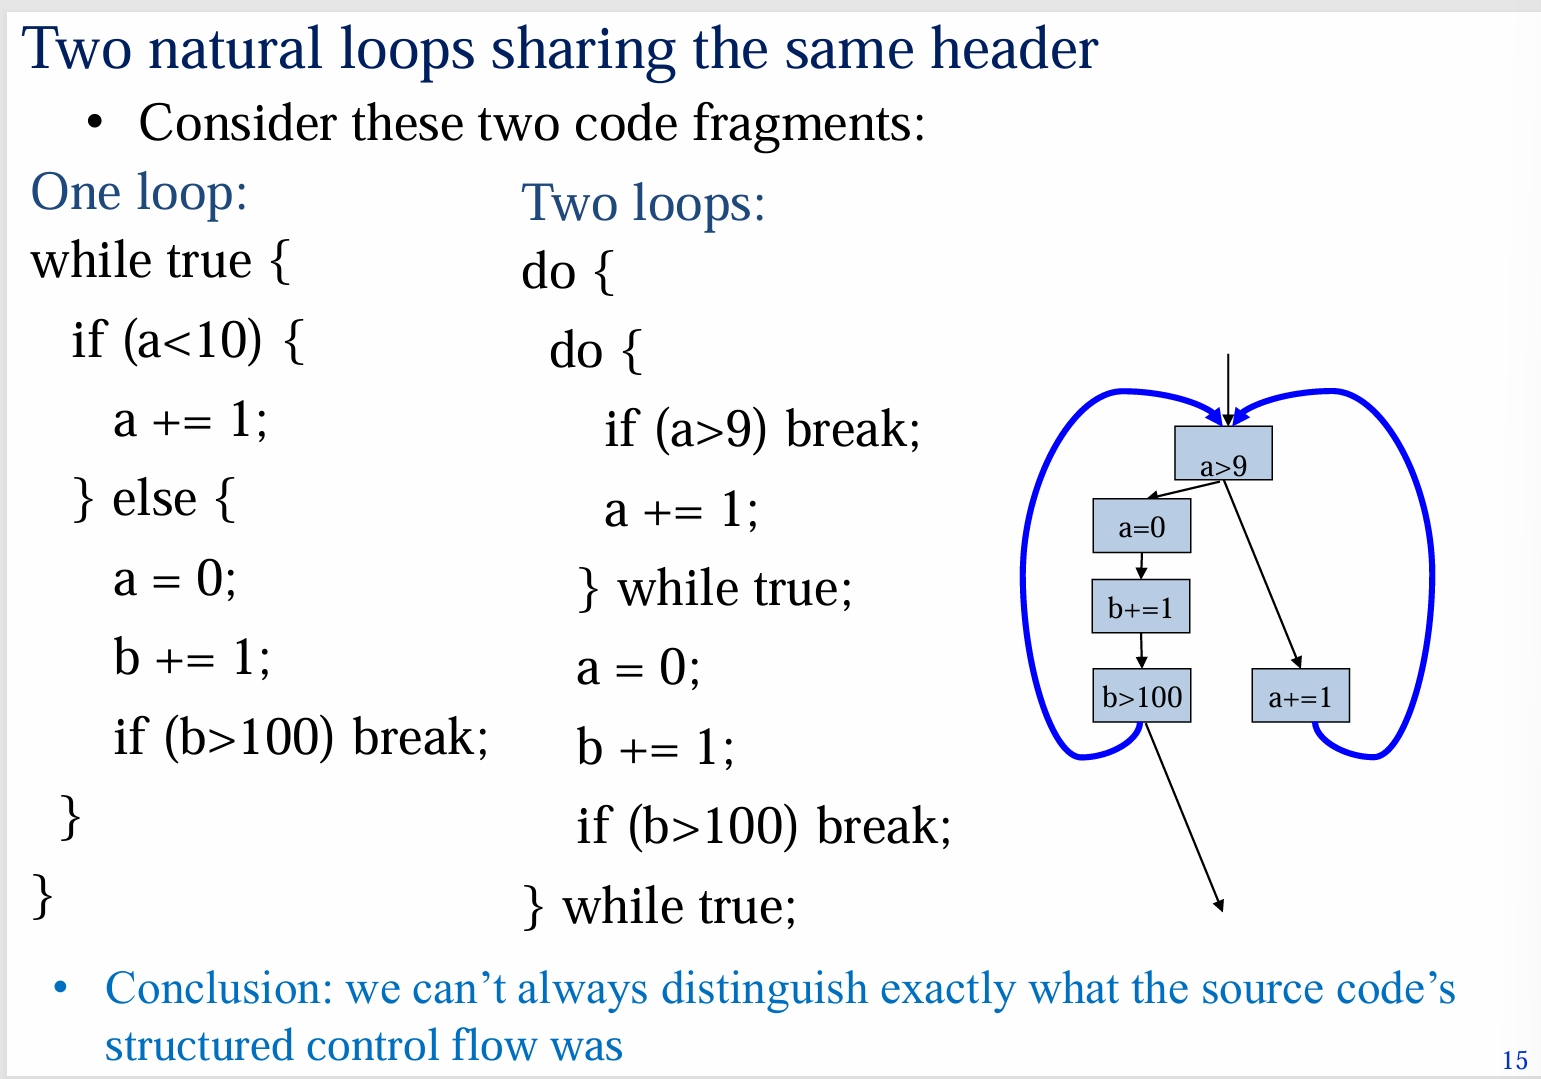 Two natural loops sharing the same header
• Consider these two code fragments:
One loop:
while true {
if (a<10) {
a += 1;
} else {
a = 0;
b += 1;
if (b>100) break;
}
}
Two loops:
do {
do {
if (a>9) break;
a += 1;
} while true;
a = 0;
b += 1;
if (b>100) break;
} while true;
a>9
a=0
b+=1
b>100
a+=1
• Conclusion: we can’t always distinguish exactly what the source code’s
structured control flow was
15